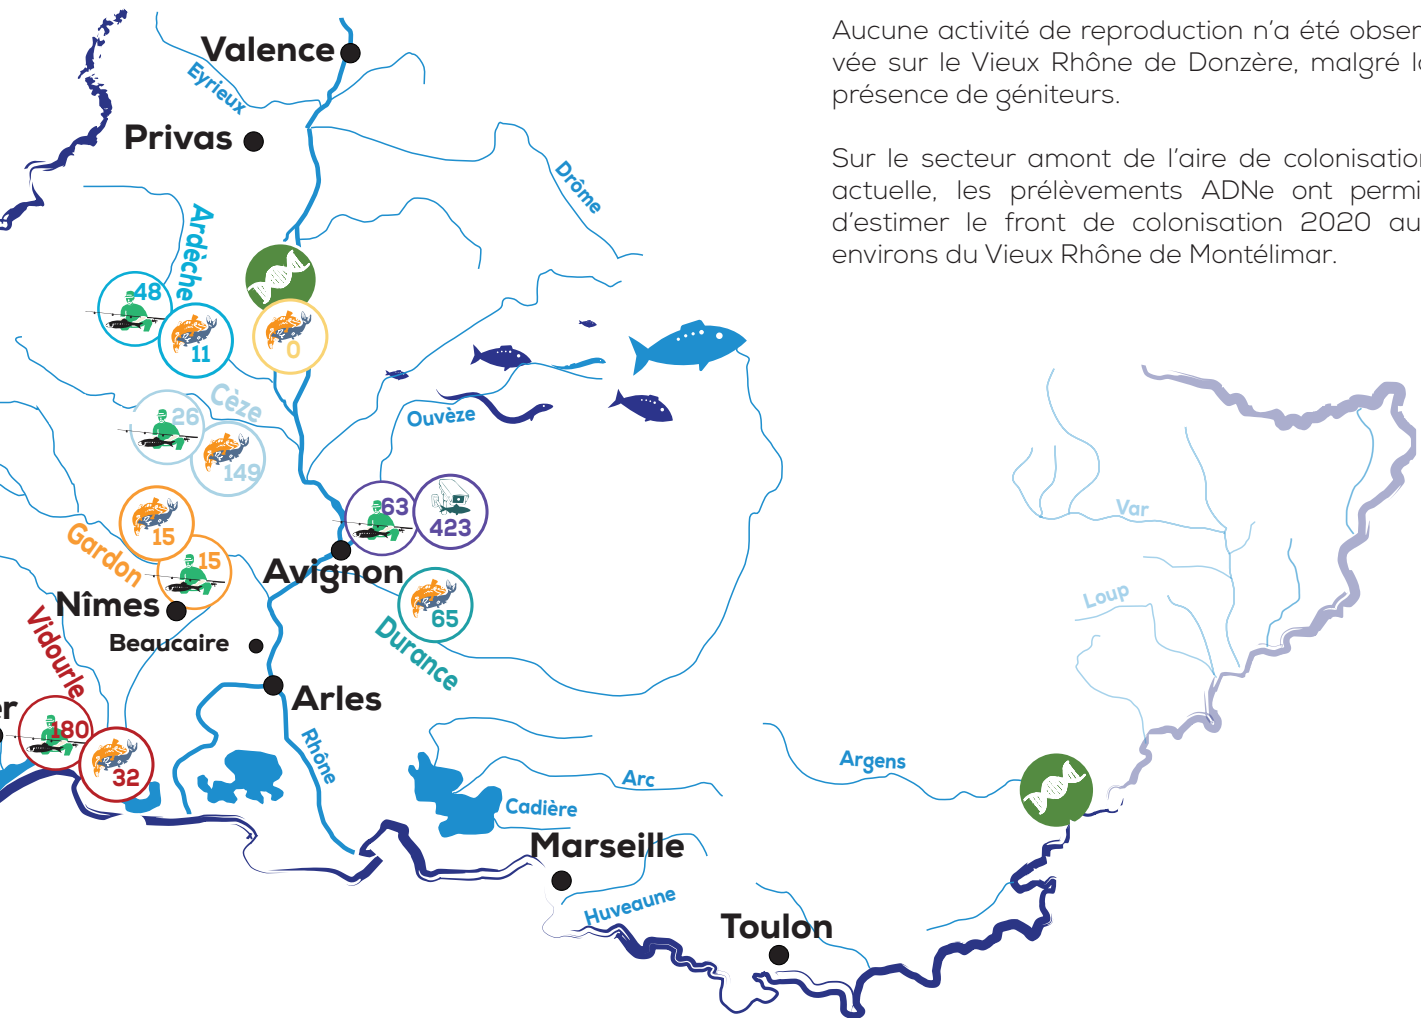 Aucune activité de reproduction n'a été obser
vée sur le Vieux Rhône de Donzère, malgré
présence de géniteurs.
Sur le secteur amont de l'aire de colonisation
actuelle, les prélèvements ADNe ont permi
d'estimer le front de colonisation 2020 au
environs du Vieux Rhône de Montélimar.
Valence
Eyrieux
Privas
Drôme
Ardèche
48
11
0
Cèze
26
149
Ouvèze
63
423
15
Gardon
15
Avignon
Nîmes
65
Beaucaire
Durance
Vidourle
Arles
er
180
32
Rhône
Var
Loup
Argens
Arc
Cadière
Marseille
Huveaune
Toulon